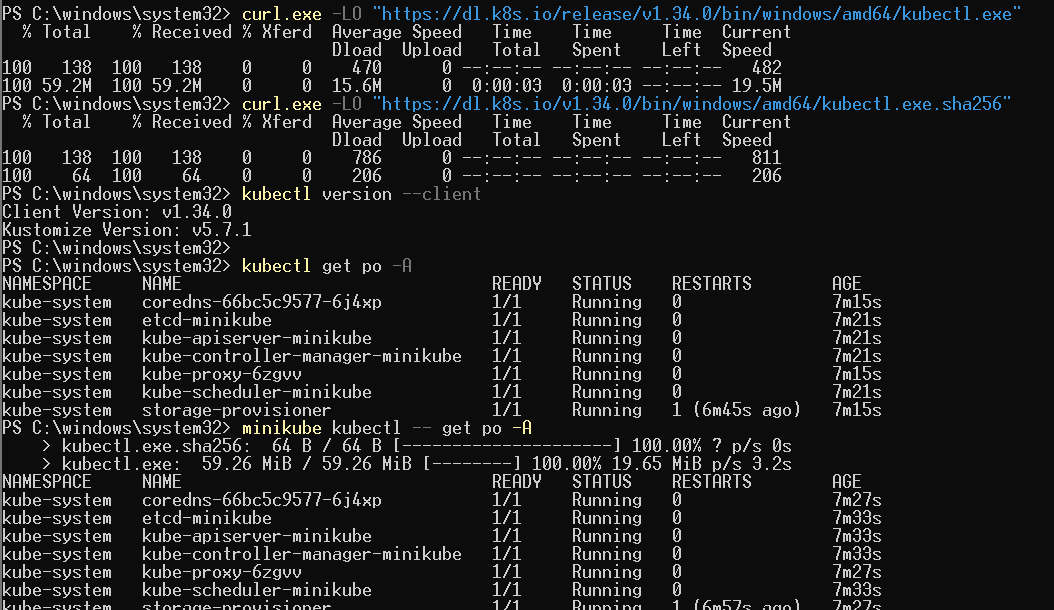 PS C:\windows\system32> curl.exe -LO "https://dl.k8s.io/release/v1.34.0/bin/windows/amd64/kubectl.exe"
  % Total    % Received % Xferd  Average Speed   Time    Time     Time  Current
                                 Dload  Upload   Total   Spent    Left  Speed
100   138  100   138    0     0    470      0 --:--:-- --:--:-- --:--:--   482
100 59.2M  100 59.2M    0     0  15.6M      0  0:00:03  0:00:03 --:--:-- 19.5M
PS C:\windows\system32> curl.exe -LO "https://dl.k8s.io/v1.34.0/bin/windows/amd64/kubectl.exe.sha256"
  % Total    % Received % Xferd  Average Speed   Time    Time     Time  Current
                                 Dload  Upload   Total   Spent    Left  Speed
100   138  100   138    0     0    786      0 --:--:-- --:--:-- --:--:--   811
100    64  100    64    0     0    206      0 --:--:-- --:--:-- --:--:--   206
PS C:\windows\system32> kubectl version --client
Client Version: v1.34.0
Kustomize Version: v5.7.1
PS C:\windows\system32>
PS C:\windows\system32> kubectl get po -A
NAMESPACE     NAME                               READY   STATUS    RESTARTS        AGE
kube-system   coredns-66bc5c9577-6j4xp           1/1     Running   0               7m15s
kube-system   etcd-minikube                      1/1     Running   0               7m21s
kube-system   kube-apiserver-minikube            1/1     Running   0               7m21s
kube-system   kube-controller-manager-minikube   1/1     Running   0               7m21s
kube-system   kube-proxy-6zgvv                   1/1     Running   0               7m15s
kube-system   kube-scheduler-minikube            1/1     Running   0               7m21s
kube-system   storage-provisioner                1/1     Running   1 (6m45s ago)   7m15s
PS C:\windows\system32> minikube kubectl -- get po -A
    > kubectl.exe.sha256:  64 B / 64 B [---------------------] 100.00% ? p/s 0s
    > kubectl.exe:  59.26 MiB / 59.26 MiB [--------] 100.00% 19.65 MiB p/s 3.2s
NAMESPACE     NAME                               READY   STATUS    RESTARTS        AGE
kube-system   coredns-66bc5c9577-6j4xp           1/1     Running   0               7m27s
kube-system   etcd-minikube                      1/1     Running   0               7m33s
kube-system   kube-apiserver-minikube            1/1     Running   0               7m33s
kube-system   kube-controller-manager-minikube   1/1     Running   0               7m33s
kube-system   kube-proxy-6zgvv                   1/1     Running   0               7m27s
kube-system   kube-scheduler-minikube            1/1     Running   0               7m33s
kube-system   storage-provisioner                1/1     Running   1 (6m57s ago)   7m27s